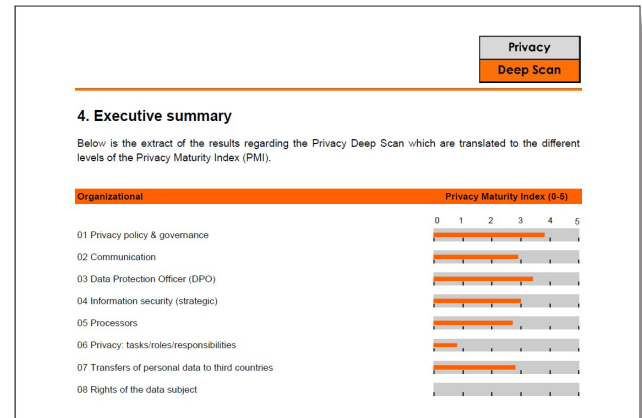 Privacy
Deep Scan
4. Executive summary
Below is the extract of the results regarding the Privacy Deep Scan which are translated to the different
levels of the Privacy Maturity Index (PMI).
Organizational Privacy Maturity Index (0-5)
0 1 2 3 4 5
01 Privacy policy & governance
02 Communication
03 Data Protection Officer (DPO)
04 Information security (strategic)
05 Processors
06 Privacy: tasks/roles/responsibilities
07 Transfers of personal data to third countries
08 Rights of the data subject